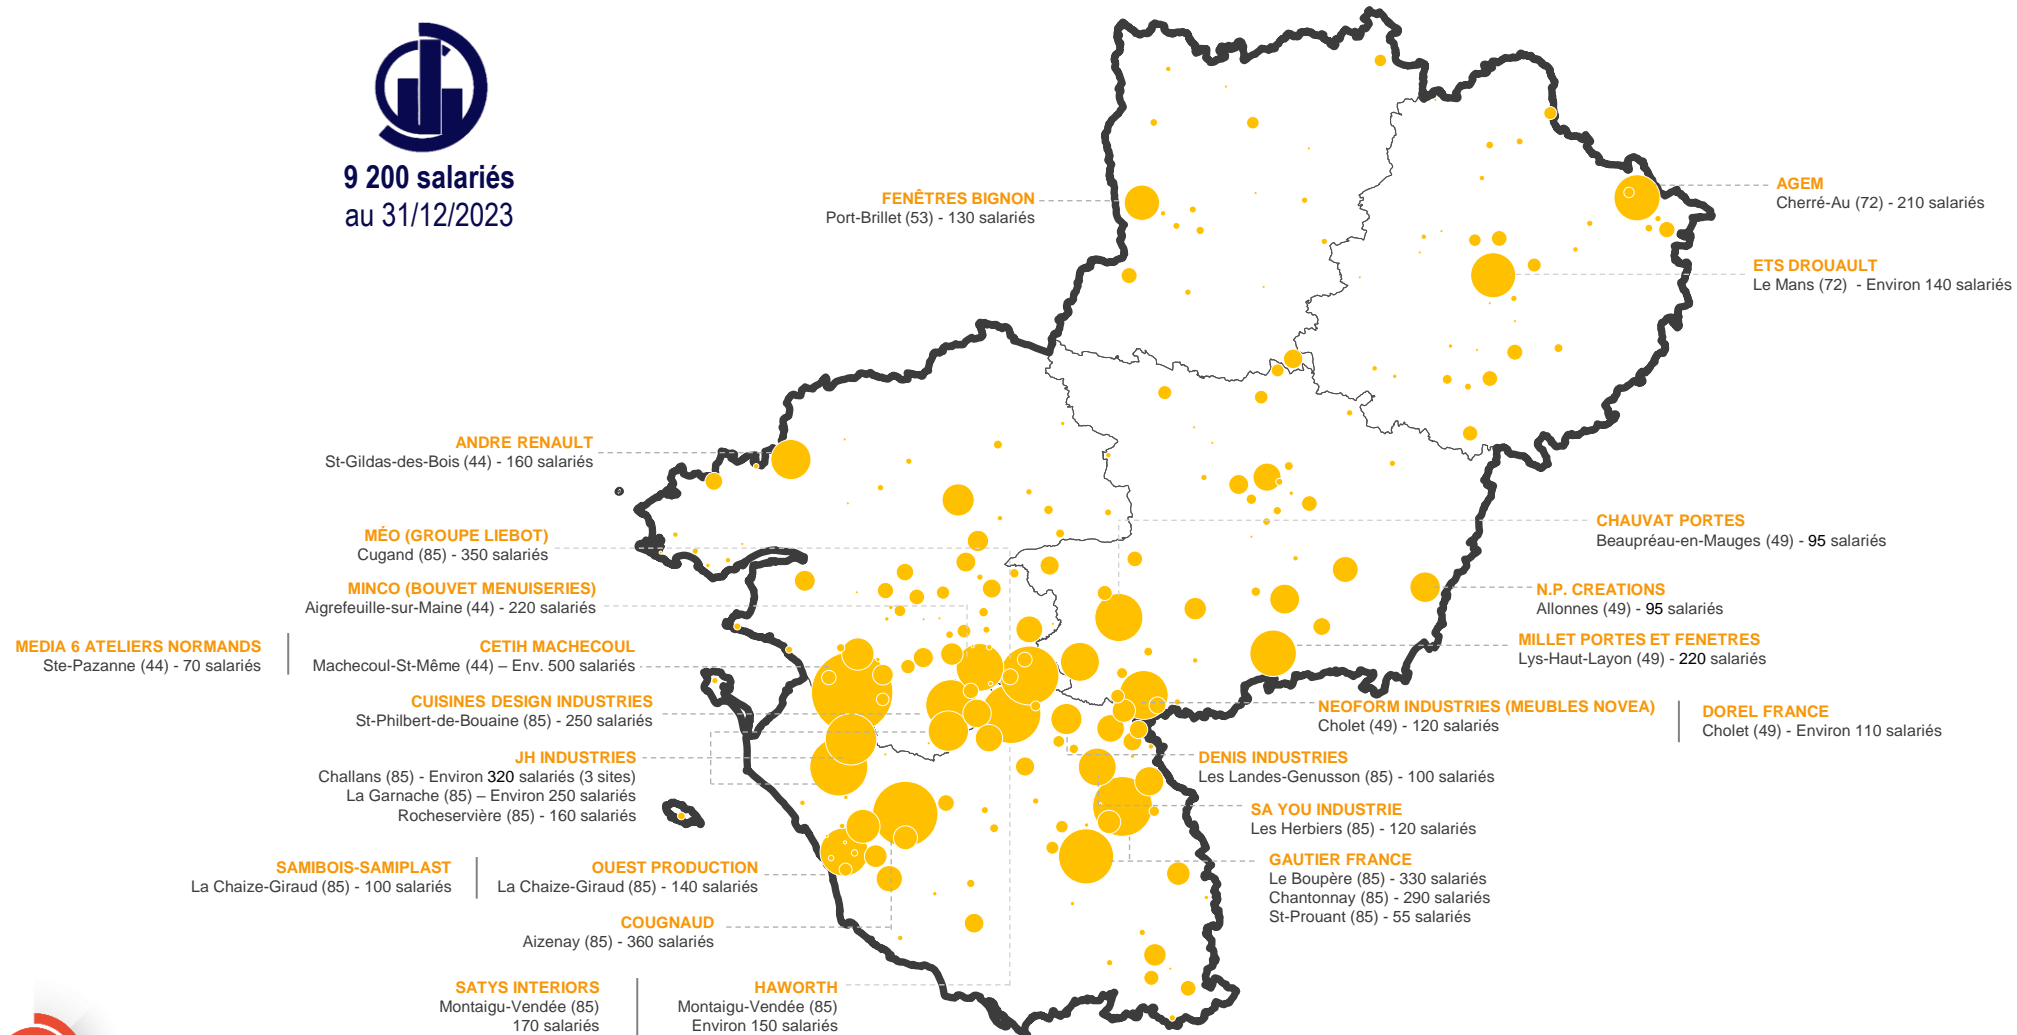 9 200 salariés
au 31/12/2023
FENÊTRES BIGNON
Port-Brillet (53) - 130 salariés
AGEM
Cherré-Au (72) - 210 salariés
ETS DROUAULT
Le Mans (72) - Environ 140 salariés
ANDRE RENAULT
St-Gildas-des-Bois (44) - 160 salariés
MÉO (GROUPE LIEBOT)
Cugand (85) - 350 salariés
CHAUVAT PORTES
Beaupréau-en-Mauges (49) - 95 salariés
MINCO (BOUVET MENUISERIES)
Aigrefeuille-sur-Maine (44) - 220 salariés
N.P. CREATIONS
Allonnes (49) - 95 salariés
MEDIA 6 ATELIERS NORMANDS
Ste-Pazanne (44) - 70 salariés
CETIH MACHECOUL
Machecoul-St-Même (44) – Env. 500 salariés
MILLET PORTES ET FENETRES
Lys-Haut-Layon (49) - 220 salariés
CUISINES DESIGN INDUSTRIES
St-Philbert-de-Bouaine (85) - 250 salariés
NEOFORM INDUSTRIES (MEUBLES NOVEA)
Cholet (49) - 120 salariés
DOREL FRANCE
Cholet (49) - Environ 110 salariés
JH INDUSTRIES
Challans (85) - Environ 320 salariés (3 sites)
La Garnache (85) – Environ 250 salariés
Rocheservière (85) - 160 salariés
DENIS INDUSTRIES
Les Landes-Genusson (85) - 100 salariés
SA YOU INDUSTRIE
Les Herbiers (85) - 120 salariés
SAMIBOIS-SAMIPLAST
La Chaize-Giraud (85) - 100 salariés
OUEST PRODUCTION
La Chaize-Giraud (85) - 140 salariés
GAUTIER FRANCE
Le Boupère (85) - 330 salariés
Chantonnay (85) - 290 salariés
St-Prouant (85) - 55 salariés
COUGNAUD
Aizenay (85) - 360 salariés
SATYS INTERIORS
Montaigu-Vendée (85)
170 salariés
HAWORTH
Montaigu-Vendée (85)
Environ 150 salariés